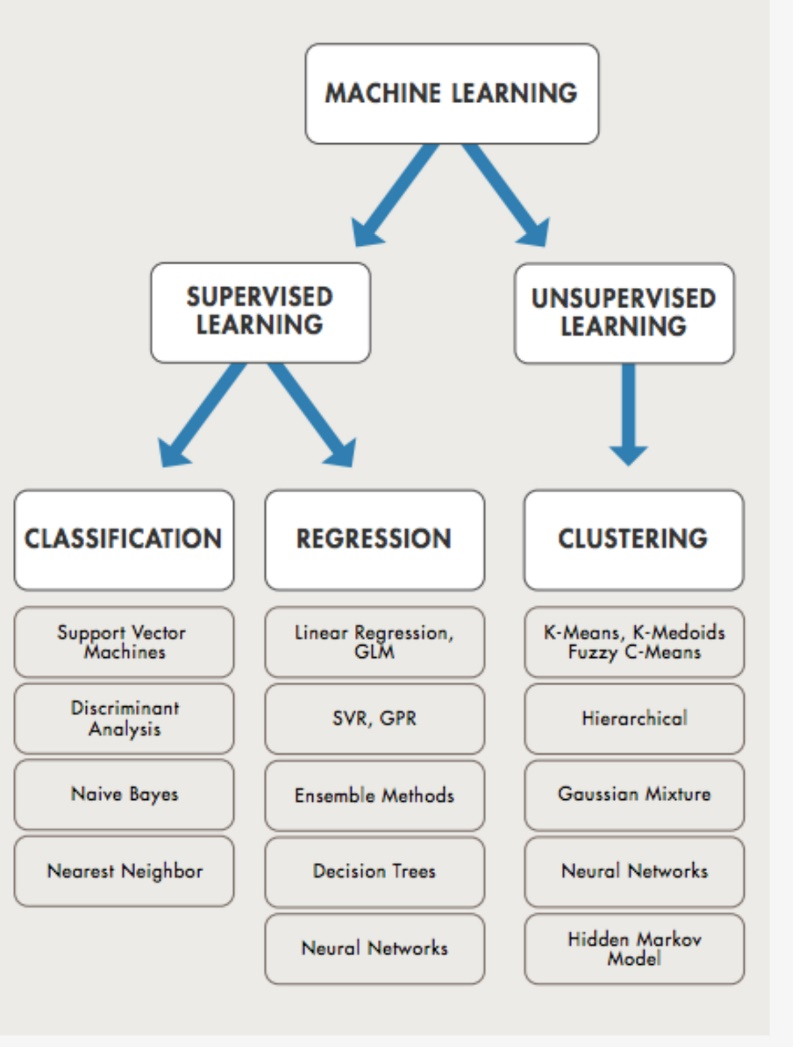 MACHINE LEARNING
SUPERVISED
LEARNING
UNSUPERVISED
LEARNING
CLASSIFICATION
Support Vector
Machines
Discriminant
Analysis
Naive Bayes
Nearest Neighbor
REGRESSION
Linear Regression,
GLM
SVR, GPR
Ensemble Methods
Decision Trees
Neural Networks
CLUSTERING
K-Means, K-Medoids
Fuzzy C-Means
Hierarchical
Gaussian Mixture
Neural Networks
Hidden Markov
Model